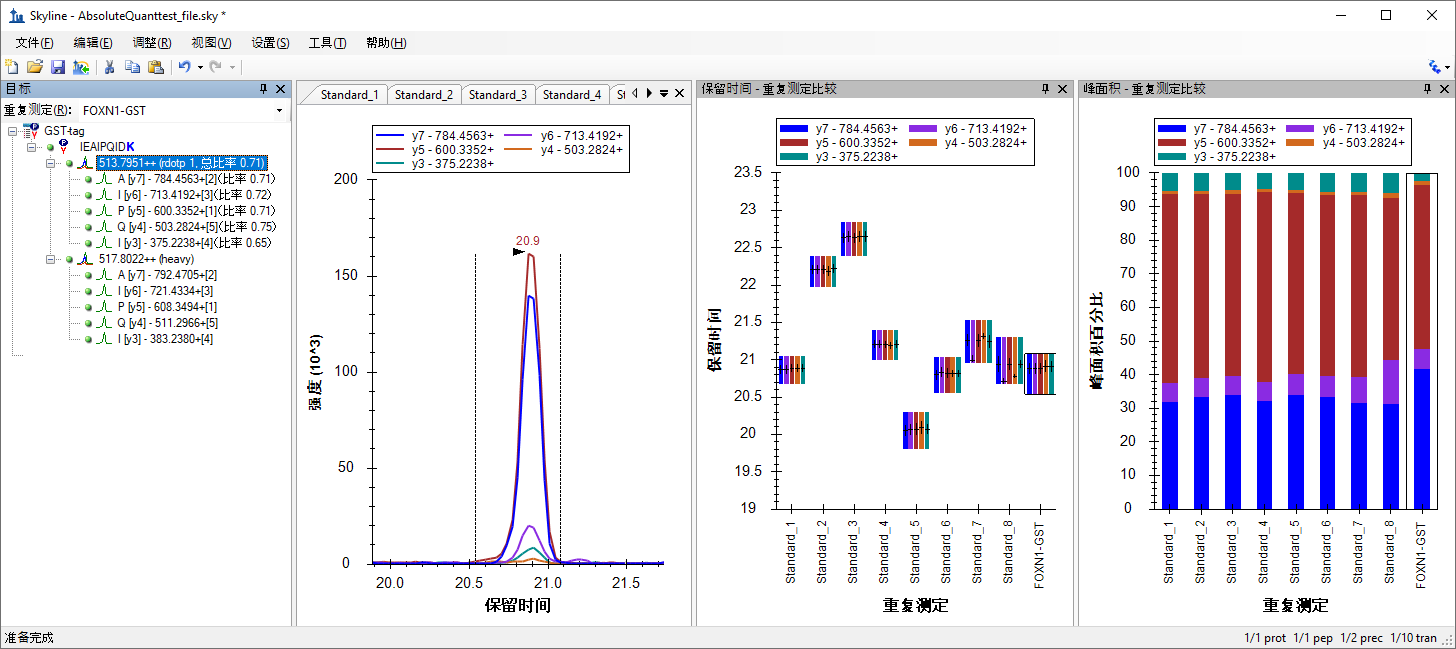 Skyline - AbsoluteQuanttest_file.sky *
文件(F) 编辑(E) 调整(R) 视图(V) 设置(S) 工具(T) 帮助(H)
目标
重复测定(R): FOXN1-GST
GST-tag
IEAIPQIDK
513.7951++ (rdotp 1, 总比率 0.71)
A [y7] - 784.4563+[2](比率 0.71)
I [y6] - 713.4192+[3](比率 0.72)
P [y5] - 600.3352+[1](比率 0.71)
Q [y4] - 503.2824+[5](比率 0.75)
I [y3] - 375.2238+[4](比率 0.65)
517.8022++ (heavy)
A [y7] - 792.4705+[2]
I [y6] - 721.4334+[3]
P [y5] - 608.3494+[1]
Q [y4] - 511.2966+[5]
I [y3] - 383.2380+[4]
Standard_1 Standard_2 Standard_3 Standard_4 St
y7 - 784.4563+ y6 - 713.4192+
y5 - 600.3352+ y4 - 503.2824+
y3 - 375.2238+
200
150
100
50
0
强度 (10^3)
20.9
20.0 20.5 21.0 21.5
保留时间
保留时间 - 重复测定比较
y7 - 784.4563+ y6 - 713.4192+
y5 - 600.3352+ y4 - 503.2824+
y3 - 375.2238+
23.5
23
22.5
22
21.5
21
20.5
20
19.5
19
保留时间
Standard_1
Standard_2
Standard_3
Standard_4
Standard_5
Standard_6
Standard_7
Standard_8
FOXN1-GST
重复测定
峰面积 - 重复测定比较
y7 - 784.4563+ y6 - 713.4192+
y5 - 600.3352+ y4 - 503.2824+
y3 - 375.2238+
100
90
80
70
60
50
40
30
20
10
0
峰面积百分比
Standard_1
Standard_2
Standard_3
Standard_4
Standard_5
Standard_6
Standard_7
Standard_8
FOXN1-GST
重复测定
准备完成
1/1 prot 1/1 pep 1/2 prec 1/10 tran